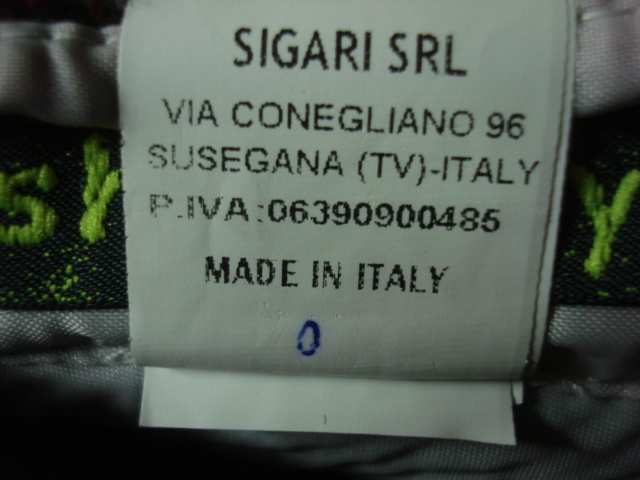 SIGARI SRL
VIA CONEGLIANO 96
SUSEGANA (TV)-ITALY
P.IVA:06390900485
MADE IN ITALY
0